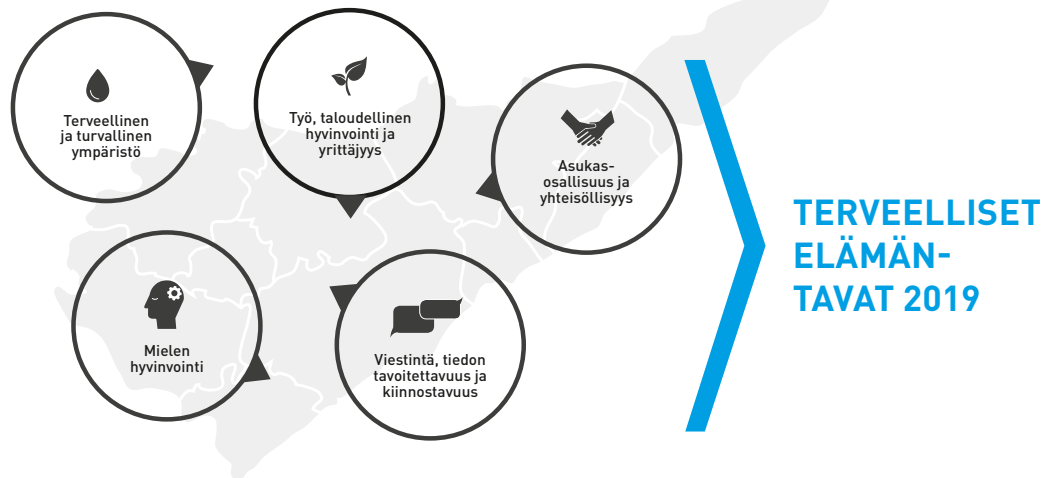 Terveellinen
ja turvallinen
ympäristö
Työ, taloudellinen
hyvinvointi ja
yrittäjyys
Asukas-
osallisuus ja
yhteisöllisyys
Mielen
hyvinvointi
Viestintä, tiedon
tavoitettavuus ja
kiinnostavuus
TERVEELLISET
ELÄMÄN-
TAVAT 2019